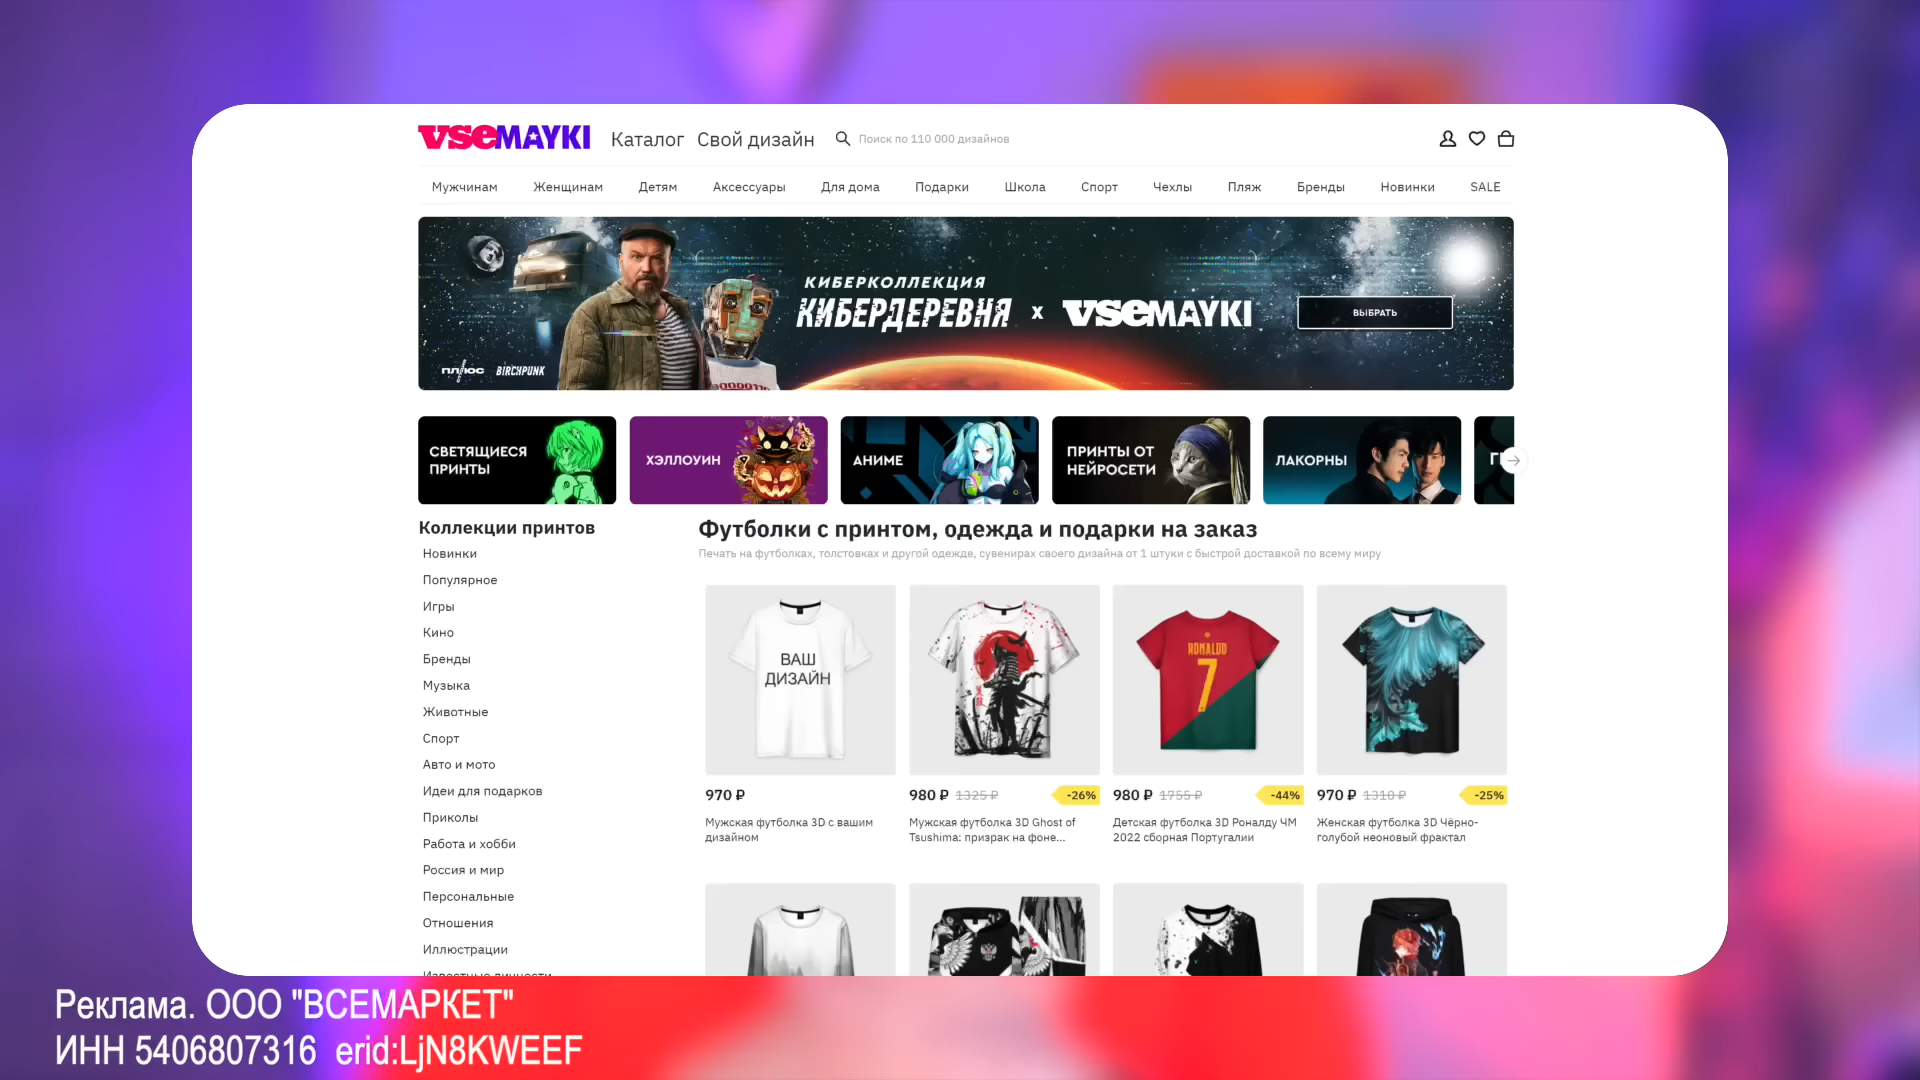 VSEMAYKI Каталог Свой дизайн Поиск по 110 000 дизайнов
Мужчинам Женщинам Детям Аксессуары Для дома Подарки Школа Спорт Чехлы Пляж Бренды Новинки SALE
КИБЕРКОЛЛЕКЦИЯ
КИБЕРДЕРЕВНЯ x VSEMAYKI
ВЫБРАТЬ
ПЛЮС BIRCHPUNK
СВЕТЯЩИЕСЯ
ПРИНТЫ
ХЭЛЛОУИН
АНИМЕ
ПРИНТЫ ОТ
НЕЙРОСЕТИ
ЛАКОРНЫ
Коллекции принтов
Новинки
Популярное
Игры
Кино
Бренды
Музыка
Животные
Спорт
Авто и мото
Идеи для подарков
Приколы
Работа и хобби
Россия и мир
Персональные
Отношения
Иллюстрации
Известные личности
Футболки с принтом, одежда и подарки на заказ
Печать на футболках, толстовках и другой одежде, сувенирах своего дизайна от 1 штуки с быстрой доставкой по всему миру
ВАШ
ДИЗАЙН
RONALDO
7
970 ₽
Мужская футболка 3D с вашим
дизайном
980 ₽ 1325 ₽ -26%
Мужская футболка 3D Ghost of
Tsushima: призрак на фоне...
980 ₽ 1755 ₽ -44%
Детская футболка 3D Роналду ЧМ
2022 сборная Португалии
970 ₽ 1310 ₽ -25%
Женская футболка 3D Чёрно-
голубой неоновый фрактал
Реклама. ООО "ВСЕМАРКЕТ"
ИНН 5406807316 erid:LjN8KWEEF